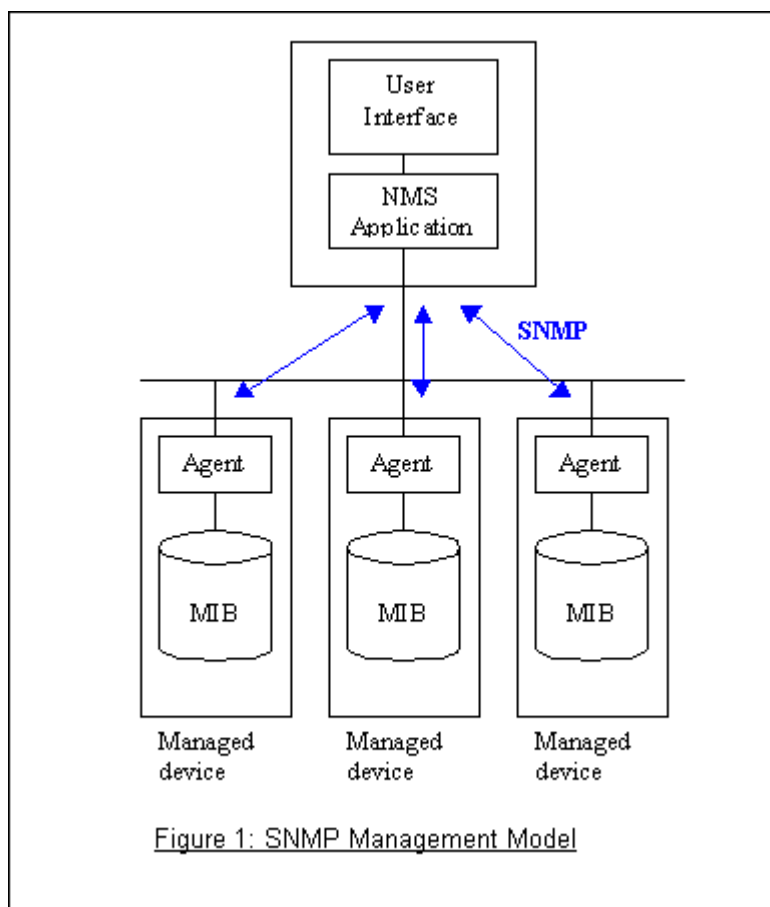 User
Interface
NMS
Application
SNMP
Agent
Agent
Agent
MIB
MIB
MIB
Managed
device
Managed
device
Managed
device
Figure 1: SNMP Management Model